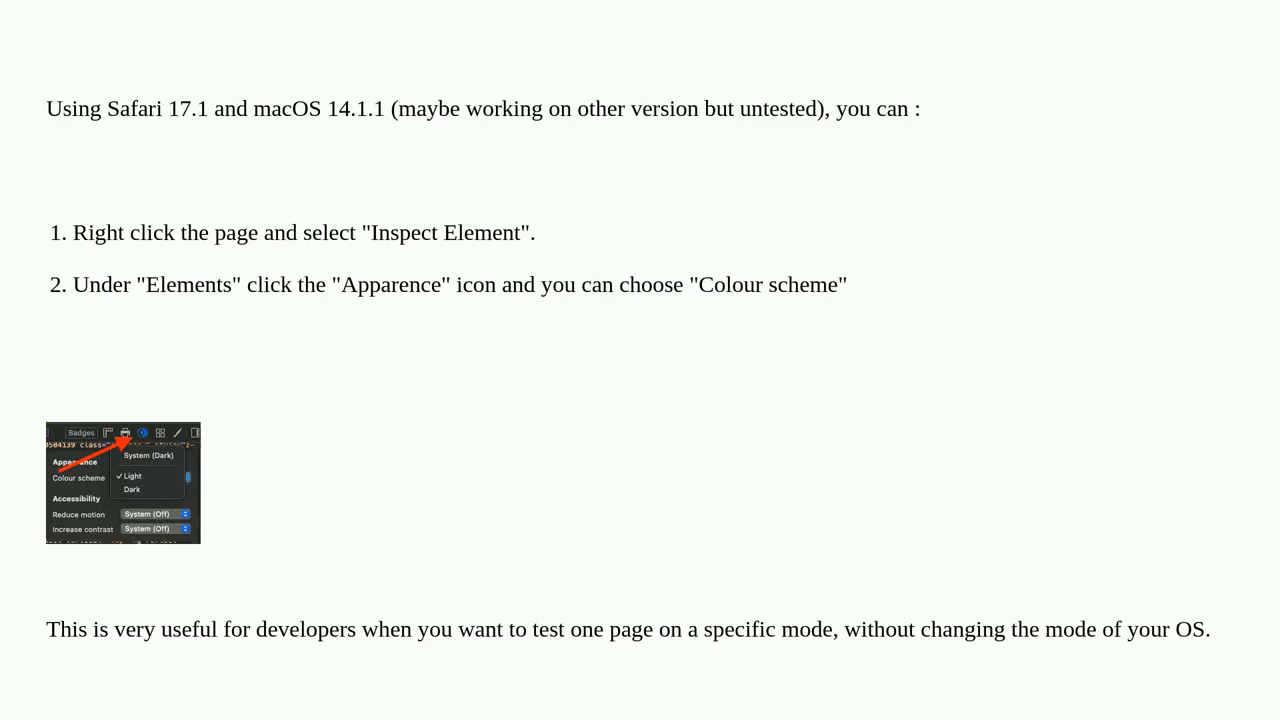 Using Safari 17.1 and macOS 14.1.1 (maybe working on other version but untested), you can :
1. Right click the page and select "Inspect Element".
2. Under "Elements" click the "Apparence" icon and you can choose "Colour scheme"
Badges
System (Dark)
Appearance
✓ Light
Colour scheme
Dark
Accessibility
Reduce motion System (Off)
Increase contrast System (Off)
This is very useful for developers when you want to test one page on a specific mode, without changing the mode of your OS.